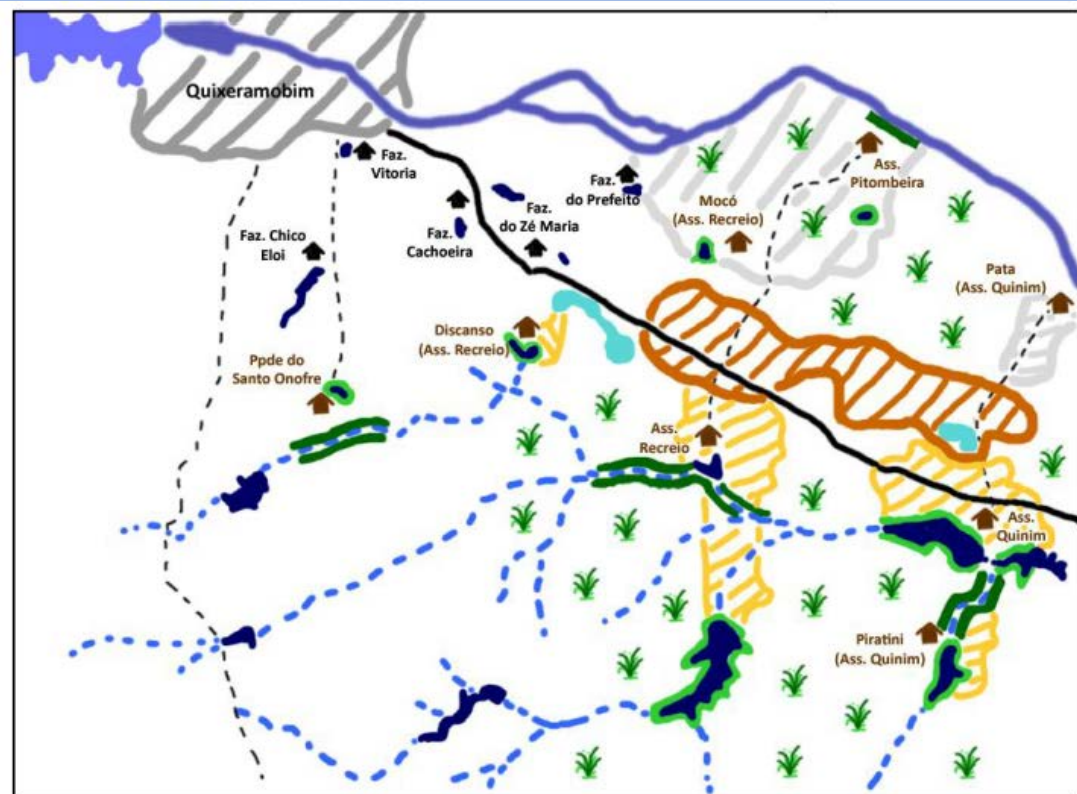 Quixeramobim
Faz.
Vitoria
Faz.
do Prefeito
Ass.
Pitombeira
Mocó
(Ass. Recreio)
Faz. Chico
Eloi
Faz.
Cachoeira
Faz.
do Zé Maria
Pata
(Ass. Quinim)
Discanso
(Ass. Recreio)
Ppde do
Santo Onofre
Ass.
Recreio
Ass.
Quinim
Piratini
(Ass. Quinim)